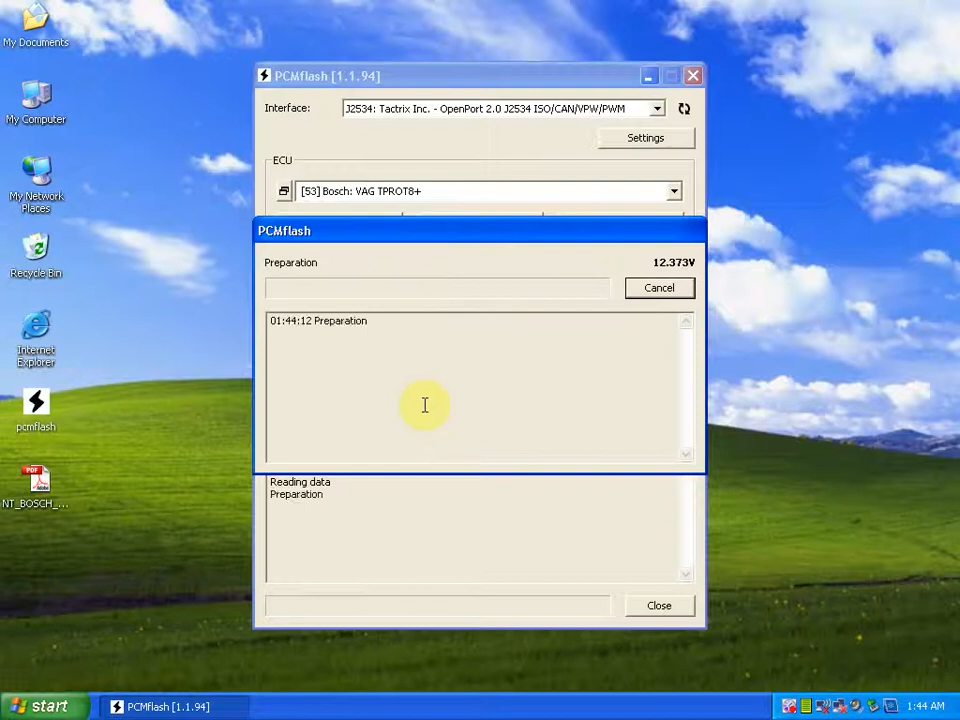 My Documents
My Computer
My Network
Places
Recycle Bin
Internet
Explorer
pcmflash
PDF
NT_BOSCH_...
PCMflash [1.1.94]
Interface:
J2534: Tactrix Inc. - OpenPort 2.0 J2534 ISO/CAN/VPW/PWM
Settings
ECU
[53] Bosch: VAG TPROT8+
PCMflash
Preparation
12.373V
Cancel
01:44:12 Preparation
Reading data
Preparation
Close
start
PCMflash [1.1.94]
1:44 AM